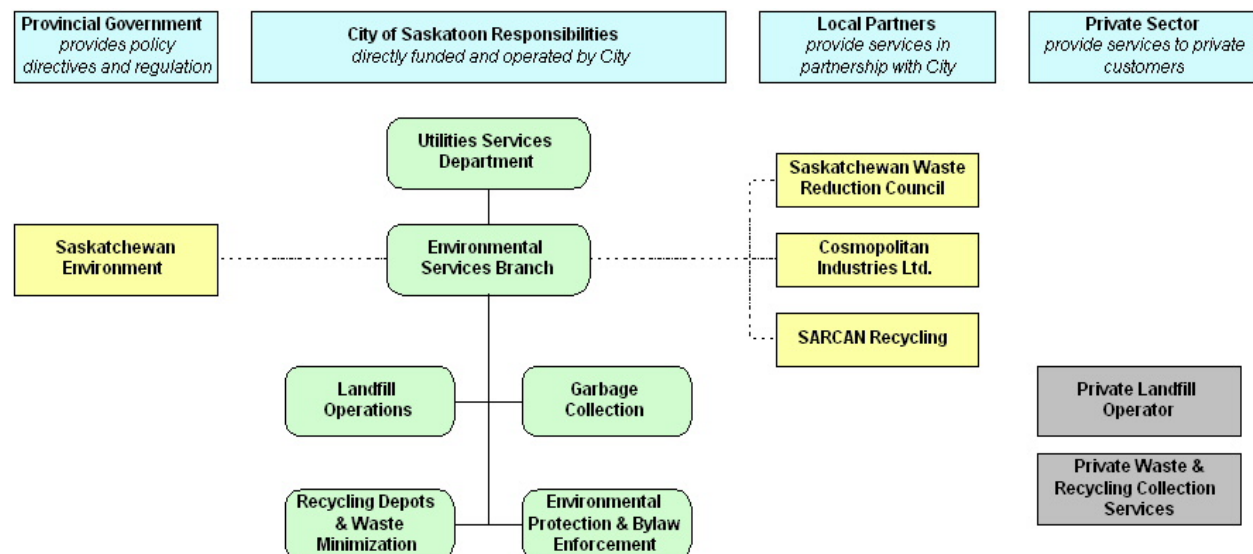 Provincial Government
provides policy
directives and regulation
City of Saskatoon Responsibilities
directly funded and operated by City
Local Partners
provide services in
partnership with City
Private Sector
provide services to private
customers
Utilities Services
Department
Saskatchewan Waste
Reduction Council
Saskatchewan
Environment
Environmental
Services Branch
Cosmopolitan
Industries Ltd.
SARCAN Recycling
Landfill
Operations
Garbage
Collection
Private Landfill
Operator
Recycling Depots
& Waste
Minimization
Environmental
Protection & Bylaw
Enforcement
Private Waste &
Recycling Collection
Services